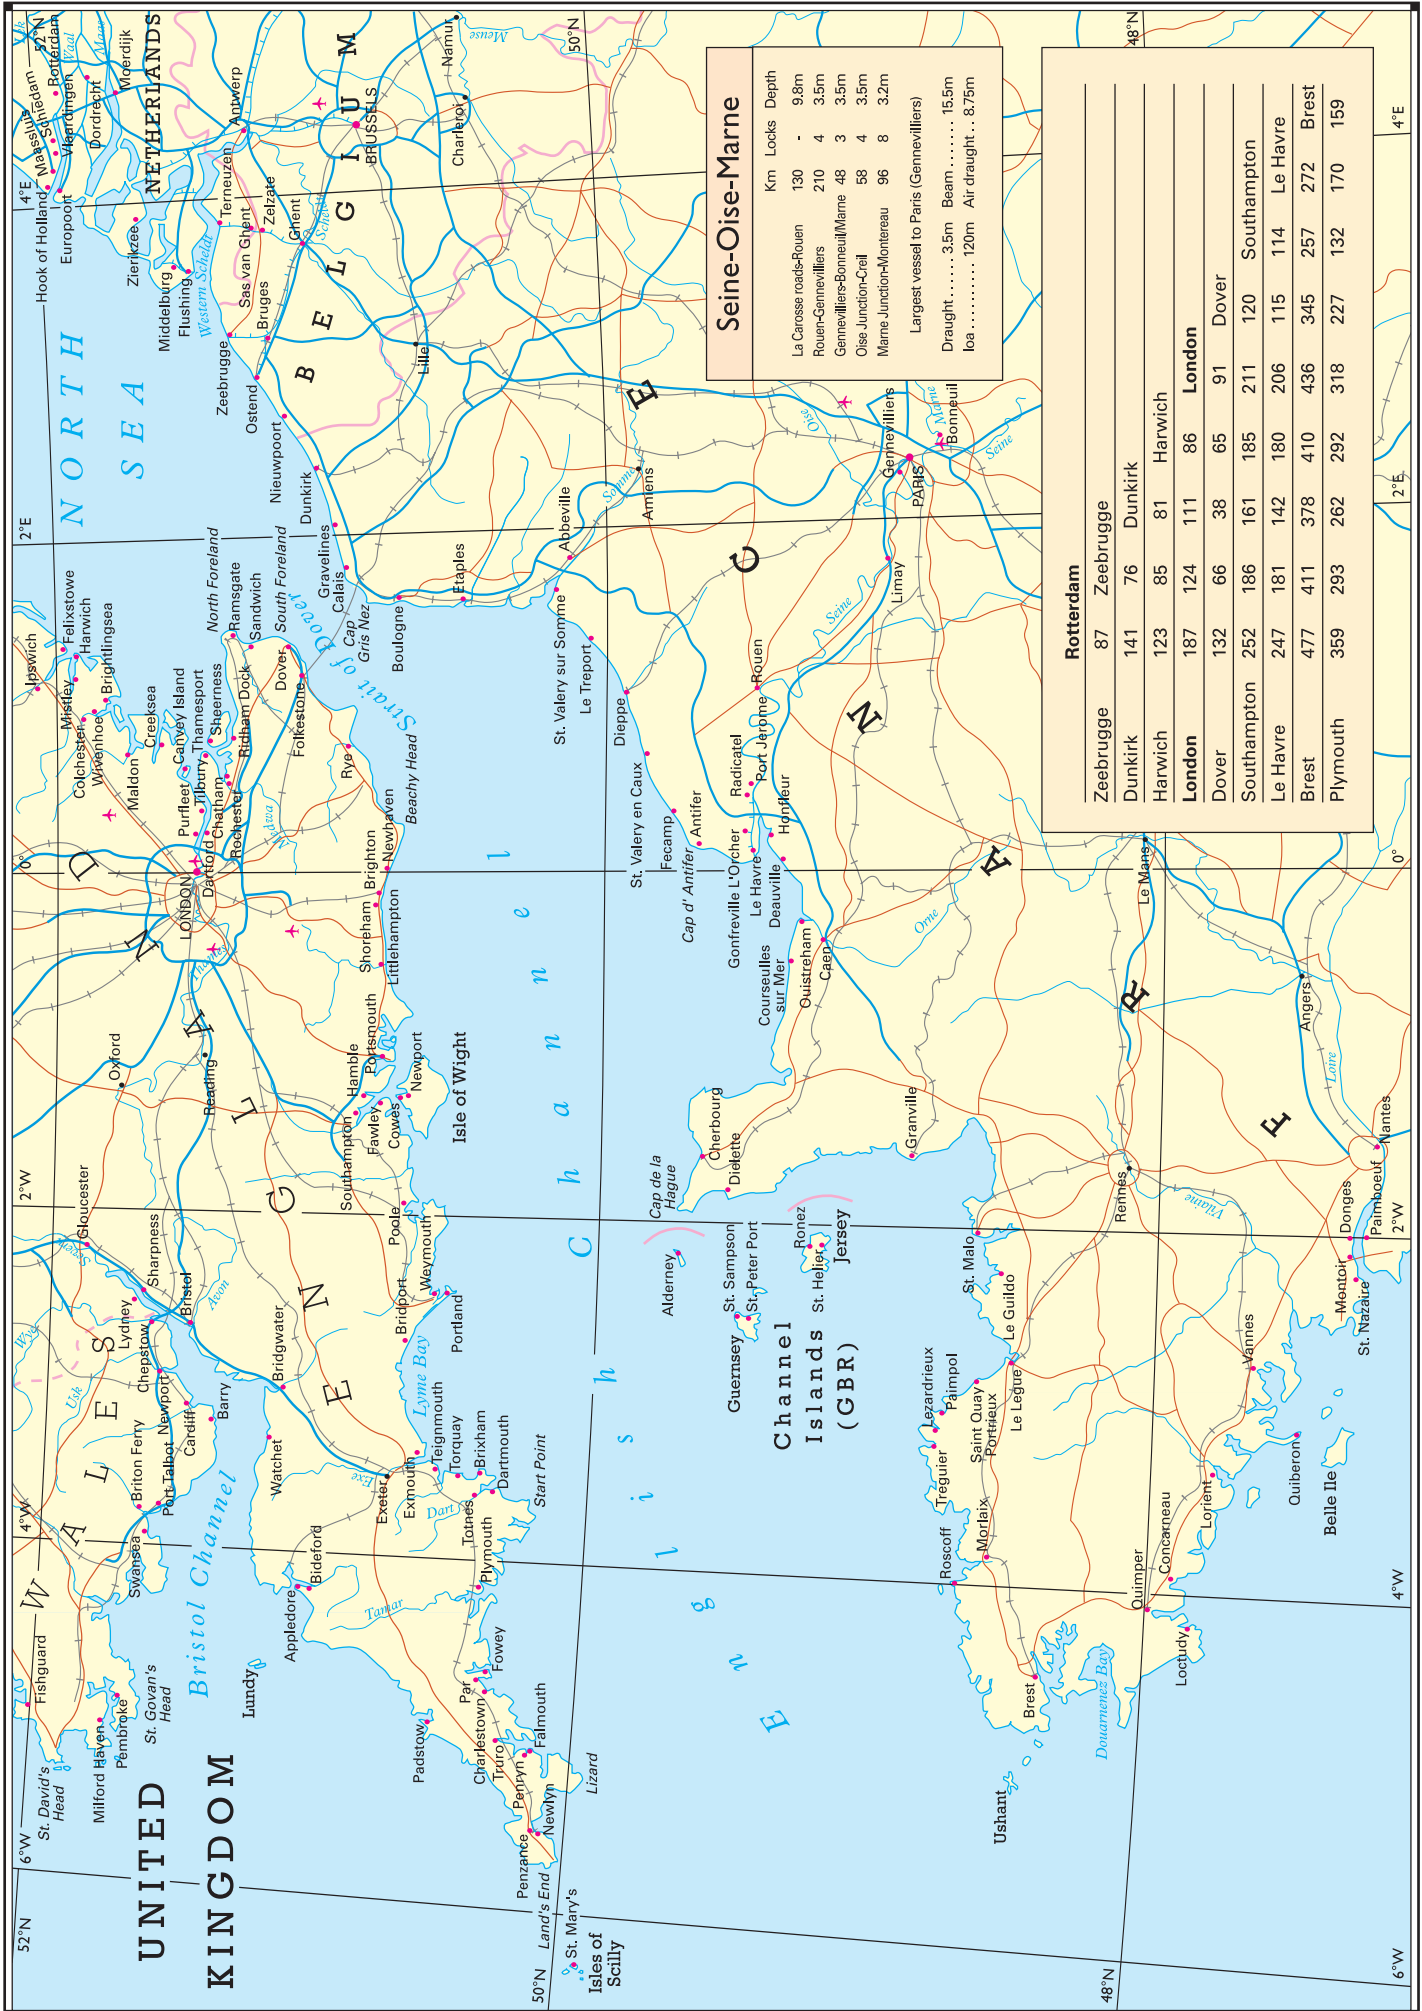 52°N
6°W
4°W
2°W
0°
2°E
4°E
52°N
50°N
50°N
48°N
48°N
6°W
4°W
2°W
0°
2°E
4°E
UNITED
KINGDOM
WALES
ENGLAND
NORTH
SEA
NETHERLANDS
BELGIUM
FRANCE
English Channel
Bristol Channel
Strait of Dover
Lyme Bay
Douarnenez Bay
Western Scheldt
St. David's
Head
Fishguard
Milford Haven
Pembroke
St. Govan's
Head
Swansea
Briton Ferry
Port Talbot
Newport
Cardiff
Barry
Chepstow
Lydney
Sharpness
Gloucester
Bristol
Bridgwater
Watchet
Lundy
Appledore
Bideford
Padstow
Par
Fowey
Charlestown
Truro
Penryn
Falmouth
Penzance
Newlyn
Land's End
Lizard
St. Mary's
Isles of
Scilly
Plymouth
Totnes
Dartmouth
Brixham
Torquay
Teignmouth
Exmouth
Exeter
Start Point
Bridport
Weymouth
Portland
Poole
Southampton
Hamble
Fawley
Cowes
Newport
Portsmouth
Isle of Wight
Oxford
Reading
LONDON
Littlehampton
Shoreham
Brighton
Newhaven
Beachy Head
Rye
Folkestone
Dover
South Foreland
Sandwich
Ramsgate
North Foreland
Ridham Dock
Sheerness
Thamesport
Canvey Island
Rochester
Chatham
Tilbury
Dartford
Purfleet
Creeksea
Maldon
Brightlingsea
Wivenhoe
Colchester
Mistley
Harwich
Felixstowe
Ipswich
Wye
Usk
Severn
Avon
Exe
Dart
Tamar
Thames
Medwa
Hook of Holland
Europoort
Maassluis
Schiedam
Vlaardingen
Rotterdam
Dordrecht
Moerdijk
Zierikzee
Middelburg
Flushing
Lek
Waal
Maas
Terneuzen
Sas van Ghent
Zelzate
Ghent
Antwerp
BRUSSELS
Charleroi
Namur
Meuse
Scheldt
Zeebrugge
Bruges
Ostend
Nieuwpoort
Lille
Dunkirk
Gravelines
Calais
Cap
Gris Nez
Boulogne
Etaples
Abbeville
Somme
Amiens
St. Valery sur Somme
Le Treport
Dieppe
St. Valery en Caux
Fecamp
Cap d' Antifer
Antifer
Gonfreville L'Orcher
Le Havre
Radicatel
Port Jerome
Rouen
Honfleur
Deauville
Ouistreham
Caen
Courseulles
sur Mer
Orne
Seine
Limay
Gennevilliers
PARIS
Bonneuil
Oise
Marne
Seine
Cherbourg
Dielette
Cap de la
Hague
Granville
Alderney
Guernsey
St. Sampson
St. Peter Port
Ronez
St. Helier
Jersey
Channel
Islands
(GBR)
St. Malo
Le Guildo
Le Legue
Saint Quay
Portrieux
Paimpol
Lezardrieux
Treguier
Morlaix
Roscoff
Brest
Ushant
Quimper
Loctudy
Concarneau
Lorient
Quiberon
Belle Ile
Vannes
Vilaine
Rennes
Le Mans
Angers
Loire
Nantes
Paimboeuf
Donges
Montoir
St. Nazaire
Seine-Oise-Marne
Km Locks Depth
La Carosse roads-Rouen 130 - 9.8m
Rouen-Gennevilliers 210 4 3.5m
Gennevilliers-Bonneuil/Marne 48 3 3.5m
Oise Junction-Creil 58 4 3.5m
Marne Junction-Montereau 96 8 3.2m
Largest vessel to Paris (Gennevilliers)
Draught ...... 3.5m Beam ......... 15.5m
loa ........... 120m Air draught .. 8.75m
Rotterdam
Zeebrugge 87 Zeebrugge
Dunkirk 141 76 Dunkirk
Harwich 123 85 81 Harwich
London 187 124 111 86 London
Dover 132 66 38 65 91 Dover
Southampton 252 186 161 185 211 120 Southampton
Le Havre 247 181 142 180 206 115 114 Le Havre
Brest 477 411 378 410 436 345 257 272 Brest
Plymouth 359 293 262 292 318 227 132 170 159